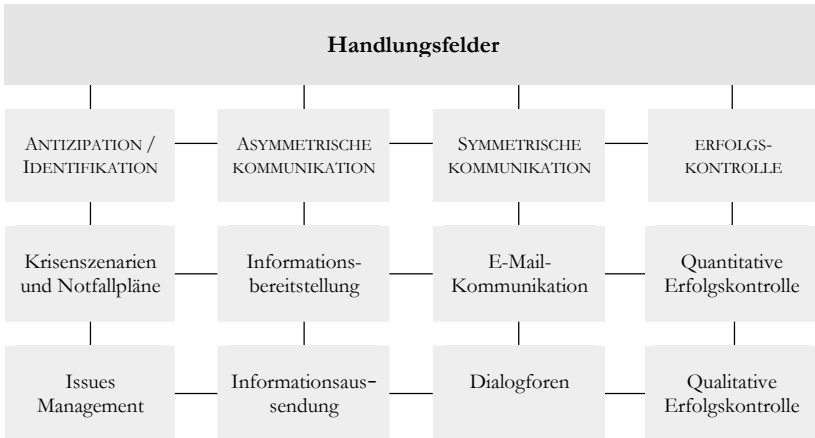 Handlungsfelder
ANTIZIPATION /
IDENTIFIKATION
ASYMMETRISCHE
KOMMUNIKATION
SYMMETRISCHE
KOMMUNIKATION
ERFOLGS-
KONTROLLE
Krisenszenarien
und Notfallpläne
Informations-
bereitstellung
E-Mail-
Kommunikation
Quantitative
Erfolgskontrolle
Issues
Management
Informationsaus-
sendung
Dialogforen
Qualitative
Erfolgskontrolle